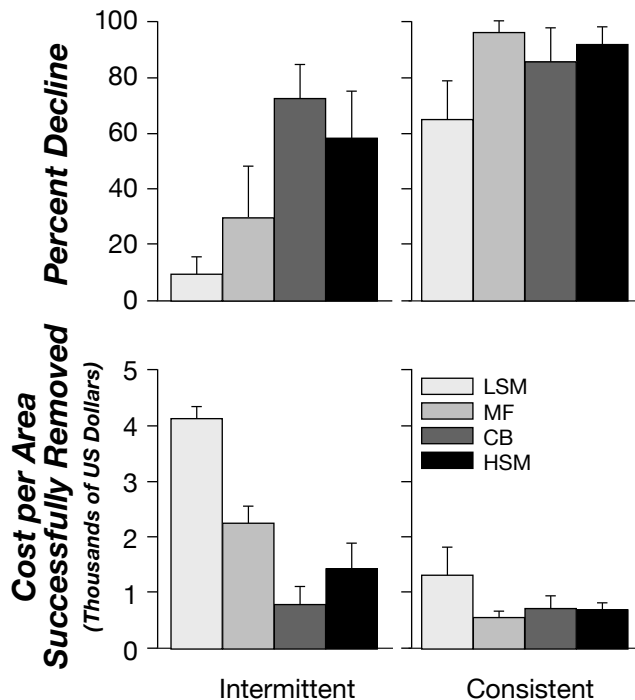 Percent Decline
100
80
60
40
20
0
Cost per Area
Successfully Removed
(Thousands of US Dollars)
5
4
3
2
1
0
LSM
MF
CB
HSM
Intermittent
Consistent